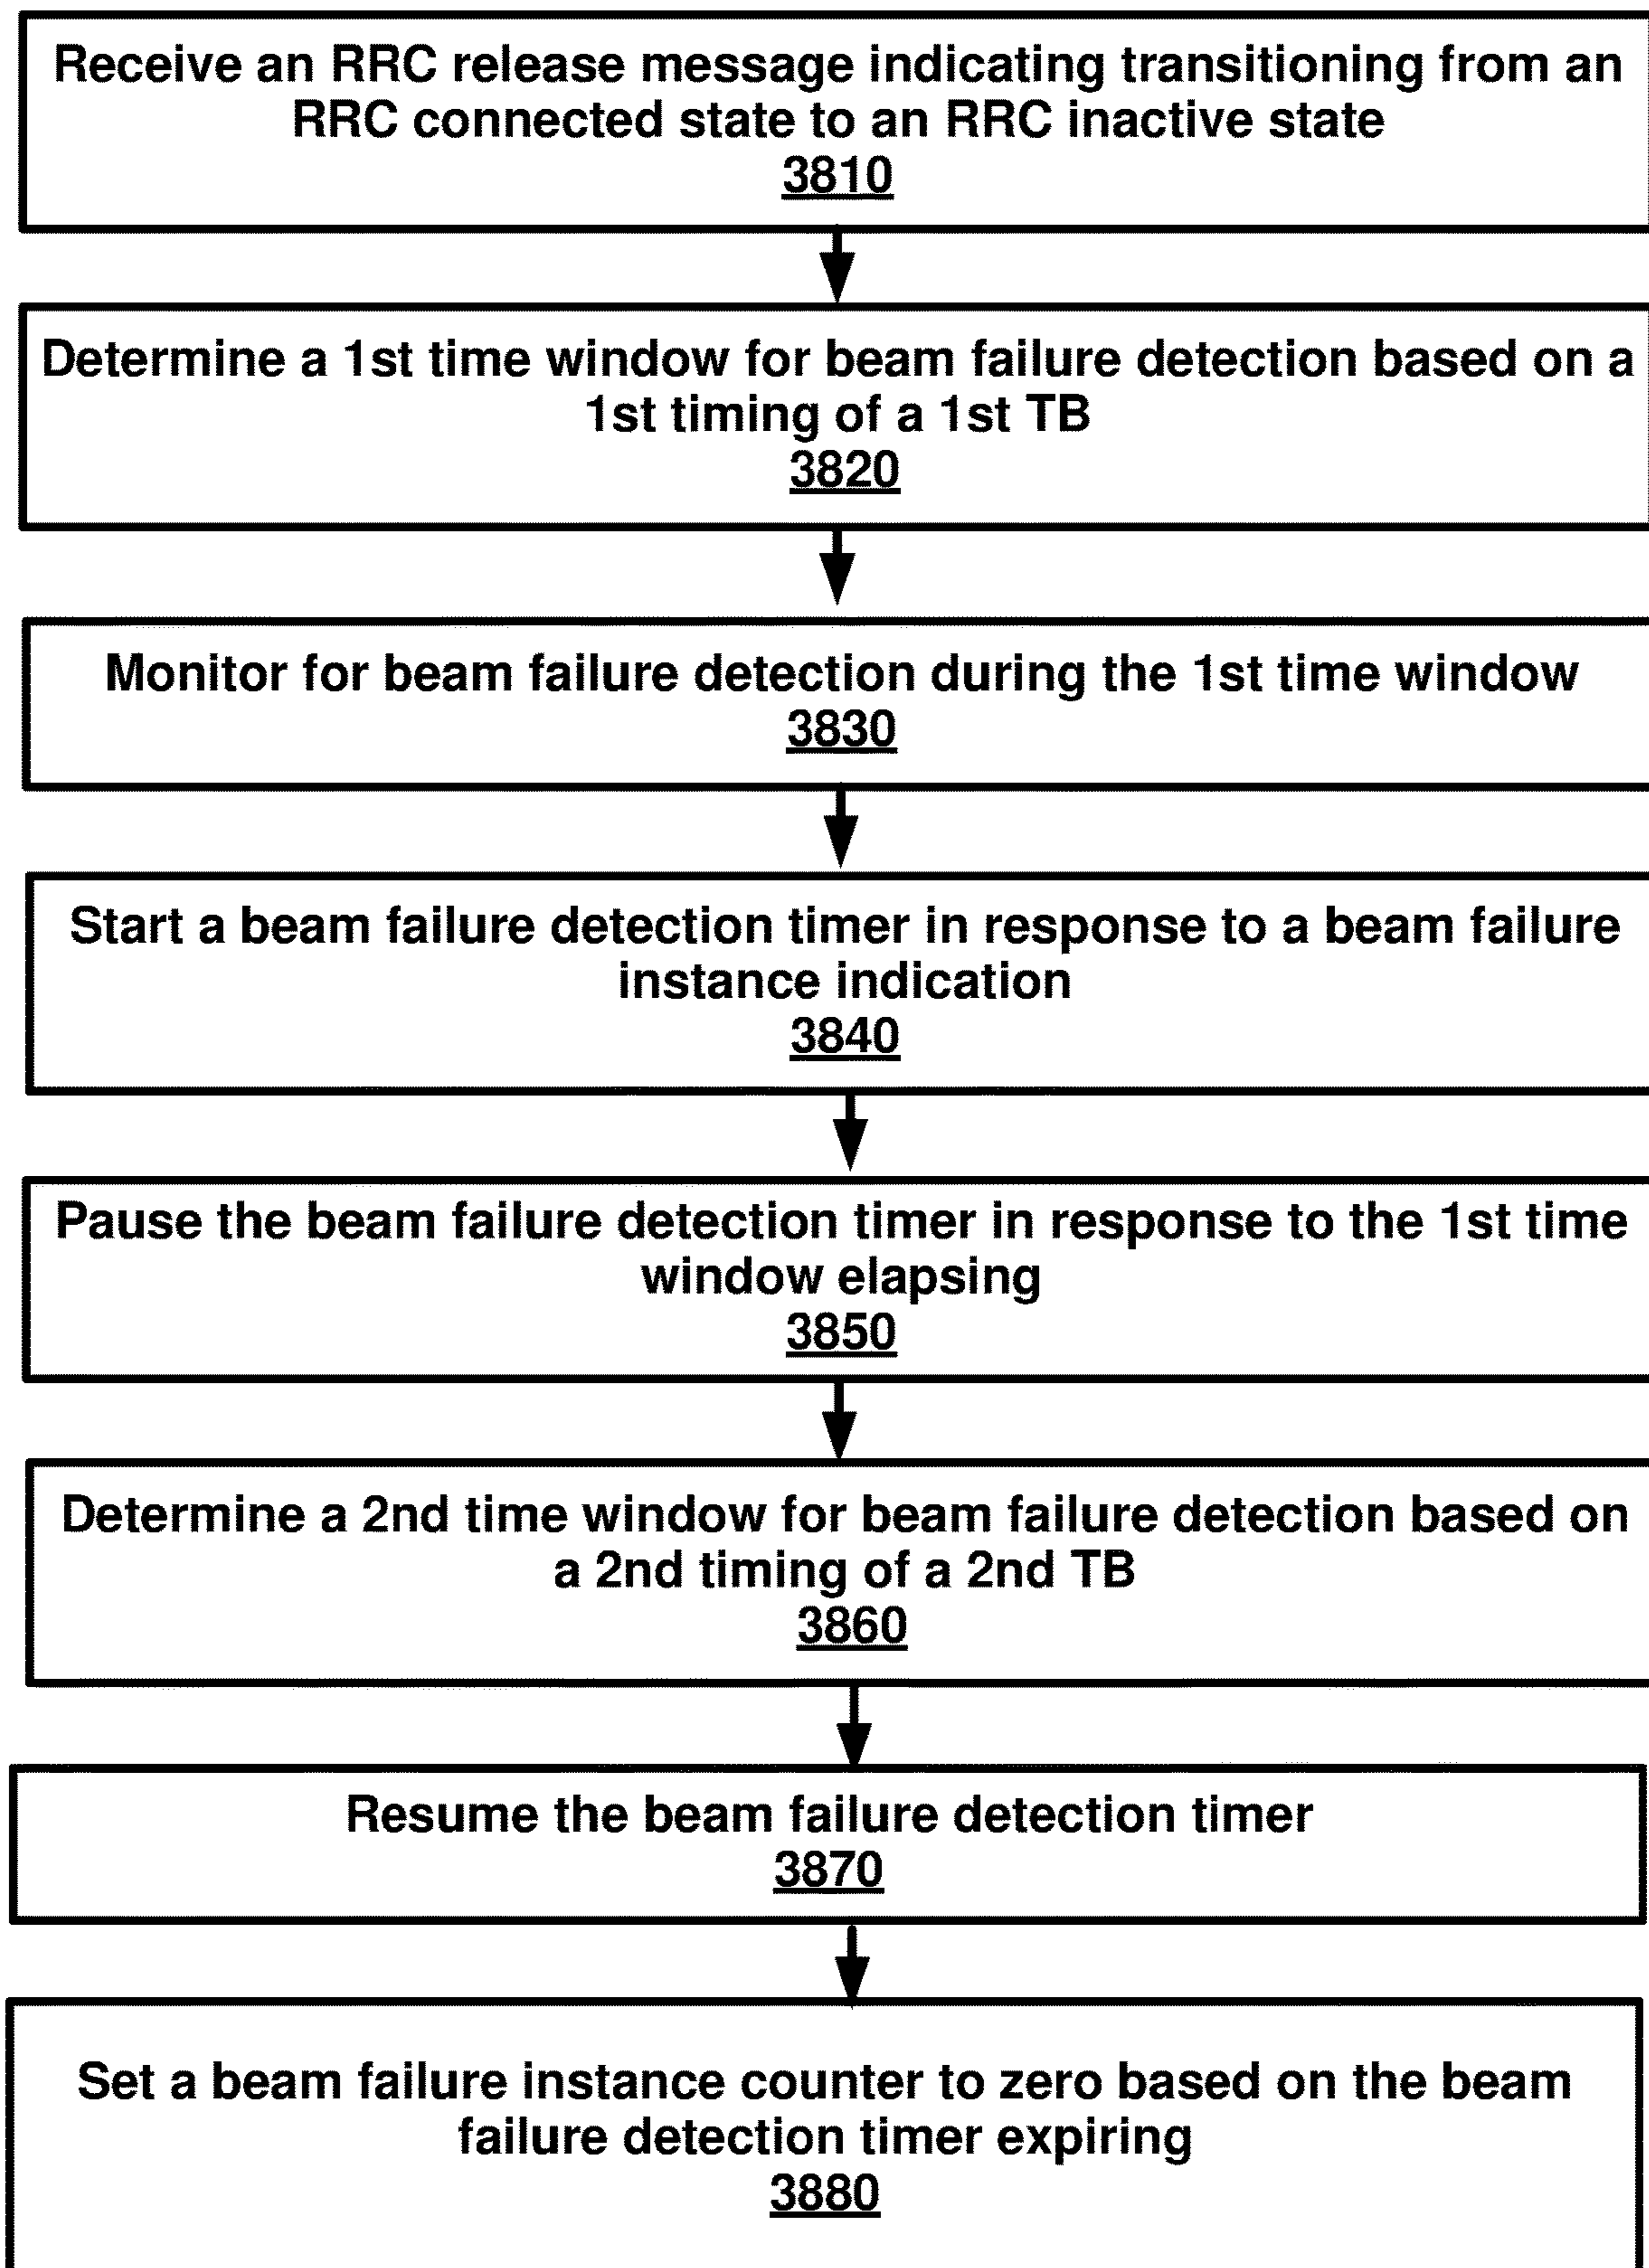 Receive an RRC release message indicating transitioning from an
RRC connected state to an RRC inactive state
3810
Determine a 1st time window for beam failure detection based on a
1st timing of a 1st TB
3820
Monitor for beam failure detection during the 1st time window
3830
Start a beam failure detection timer in response to a beam failure
instance indication
3840
Pause the beam failure detection timer in response to the 1st time
window elapsing
3850
Determine a 2nd time window for beam failure detection based on
a 2nd timing of a 2nd TB
3860
Resume the beam failure detection timer
3870
Set a beam failure instance counter to zero based on the beam
failure detection timer expiring
3880